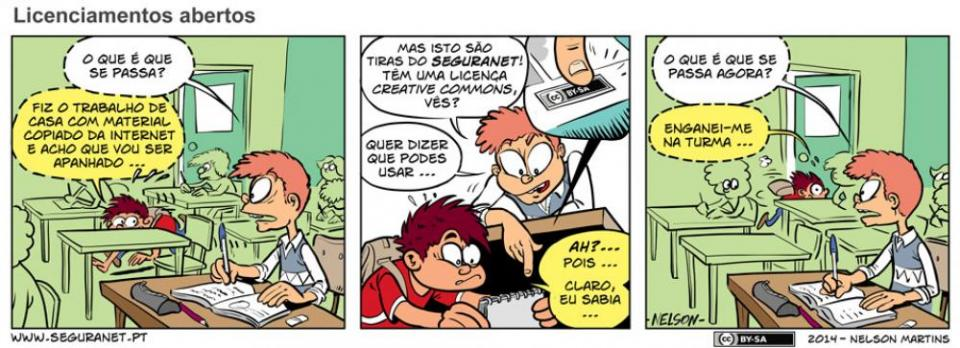 Licenciamentos abertos
O QUE É QUE
SE PASSA?
FIZ O TRABALHO DE
CASA COM MATERIAL
COPIADO DA INTERNET
E ACHO QUE VOU SER
APANHADO ...
MAS ISTO SÃO
TIRAS DO SEGURANET!
TÊM UMA LICENÇA
CREATIVE COMMONS,
VÊS?
cc BY-SA
QUER DIZER
QUE PODES
USAR ...
AH?...
POIS ...
CLARO,
EU SABIA
...
O QUE É QUE SE
PASSA AGORA?
ENGANEI-ME
NA TURMA ...
-NELSON-
WWW.SEGURANET.PT
cc BY-SA
2014 - NELSON MARTINS